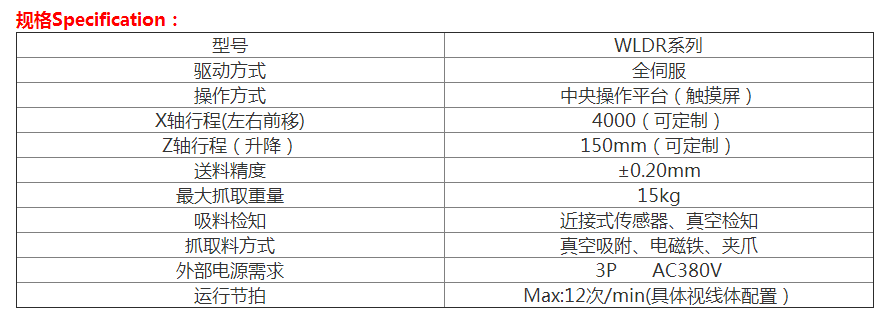 规格Specification：
型号 WLDR系列
驱动方式 全伺服
操作方式 中央操作平台（触摸屏）
X轴行程(左右前移) 4000（可定制）
Z轴行程（升降） 150mm（可定制）
送料精度 ±0.20mm
最大抓取重量 15kg
吸料检知 近接式传感器、真空检知
抓取料方式 真空吸附、电磁铁、夹爪
外部电源需求 3P AC380V
运行节拍 Max:12次/min(具体视线体配置）